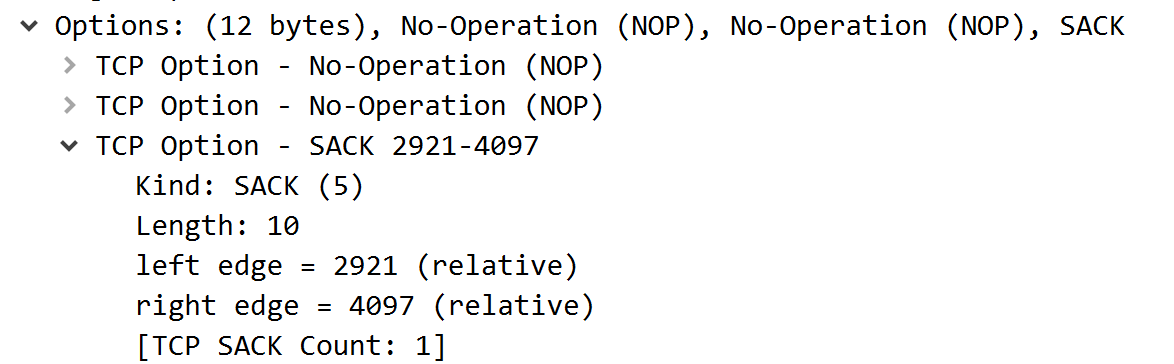 Options: (12 bytes), No-Operation (NOP), No-Operation (NOP), SACK
TCP Option - No-Operation (NOP)
TCP Option - No-Operation (NOP)
TCP Option - SACK 2921-4097
Kind: SACK (5)
Length: 10
left edge = 2921 (relative)
right edge = 4097 (relative)
[TCP SACK Count: 1]